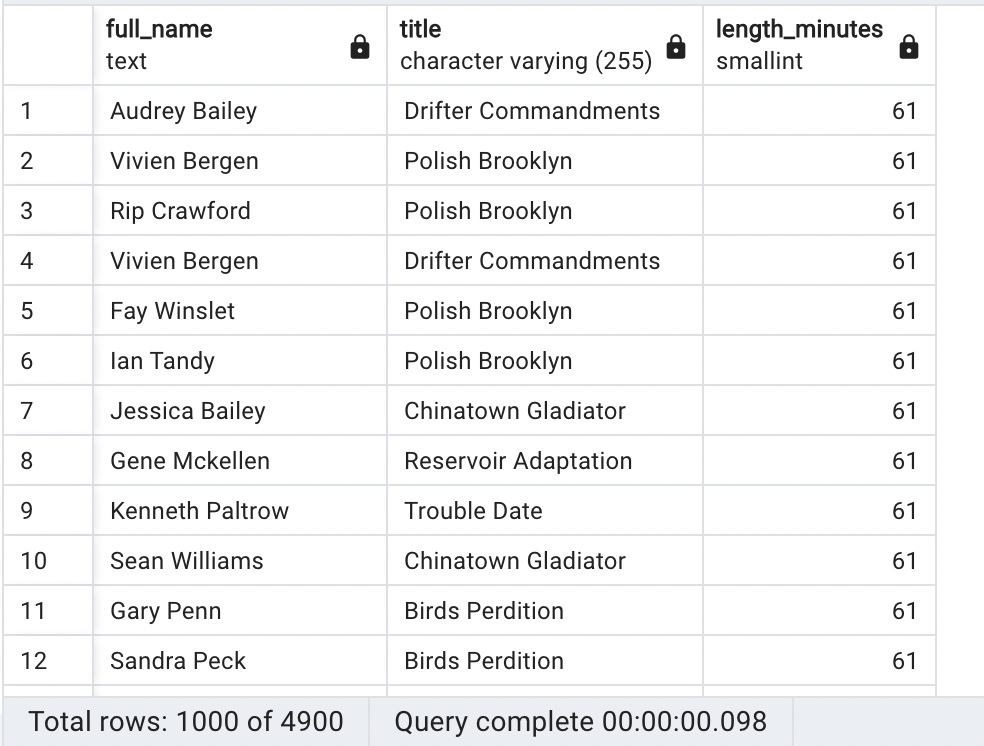 full_name title length_minutes
text character varying (255) smallint
1 Audrey Bailey Drifter Commandments 61
2 Vivien Bergen Polish Brooklyn 61
3 Rip Crawford Polish Brooklyn 61
4 Vivien Bergen Drifter Commandments 61
5 Fay Winslet Polish Brooklyn 61
6 Ian Tandy Polish Brooklyn 61
7 Jessica Bailey Chinatown Gladiator 61
8 Gene Mckellen Reservoir Adaptation 61
9 Kenneth Paltrow Trouble Date 61
10 Sean Williams Chinatown Gladiator 61
11 Gary Penn Birds Perdition 61
12 Sandra Peck Birds Perdition 61
Total rows: 1000 of 4900 Query complete 00:00:00.098